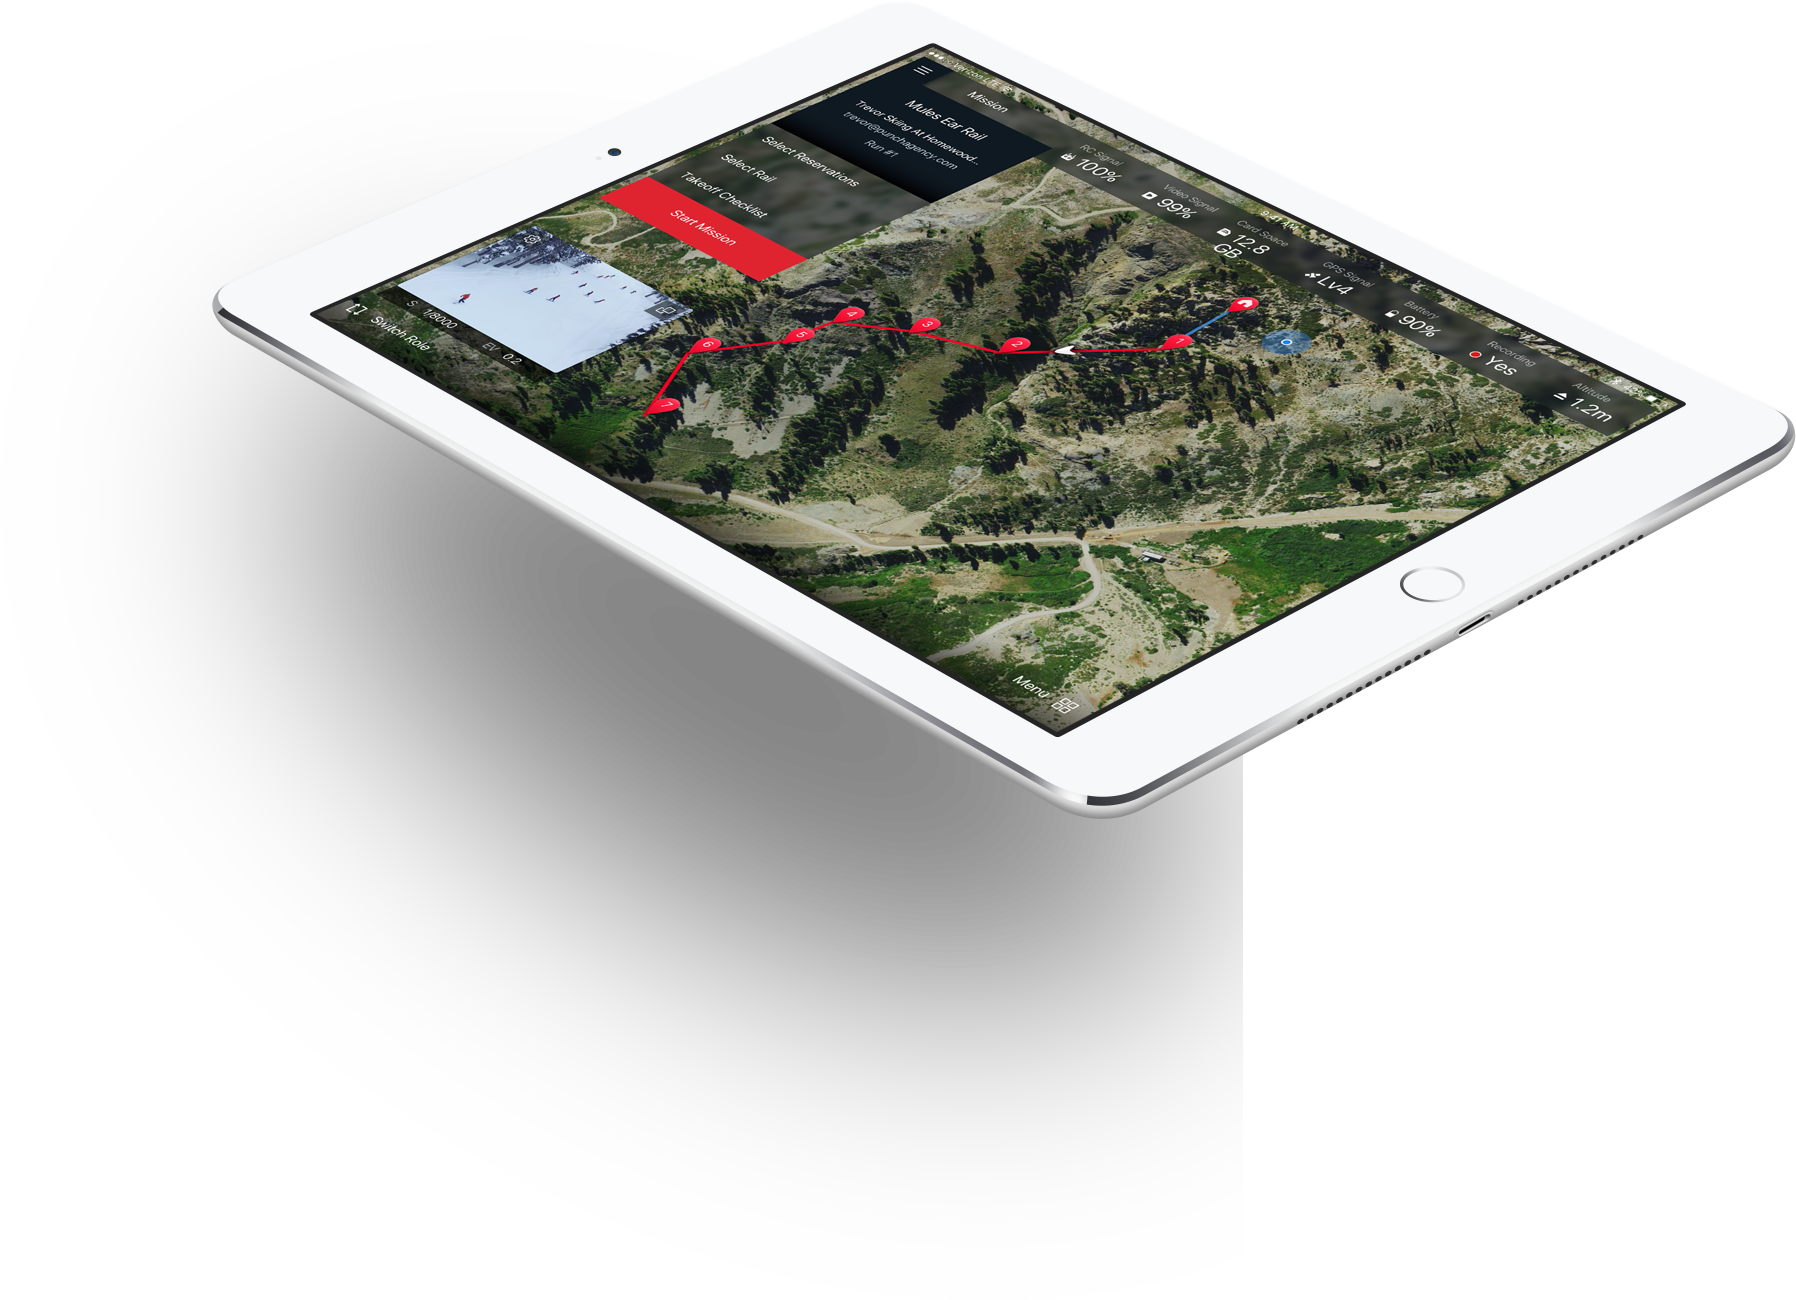 Verizon LTE
9:41 AM
Mission
RC Signal
100%
Video Signal
99%
Card Space
12.8
GB
GPS Signal
Lv4
Battery
90%
Recording
Yes
Altitude
1.2m
Mules Ear Rail
Trevor Skiing At Homewood...
trevor@punchagency.com
Run #1
Select Reservations
Select Rail
Takeoff Checklist
Start Mission
1
2
3
4
5
6
7
S 1/8000
EV 0.2
Switch Role
Menu